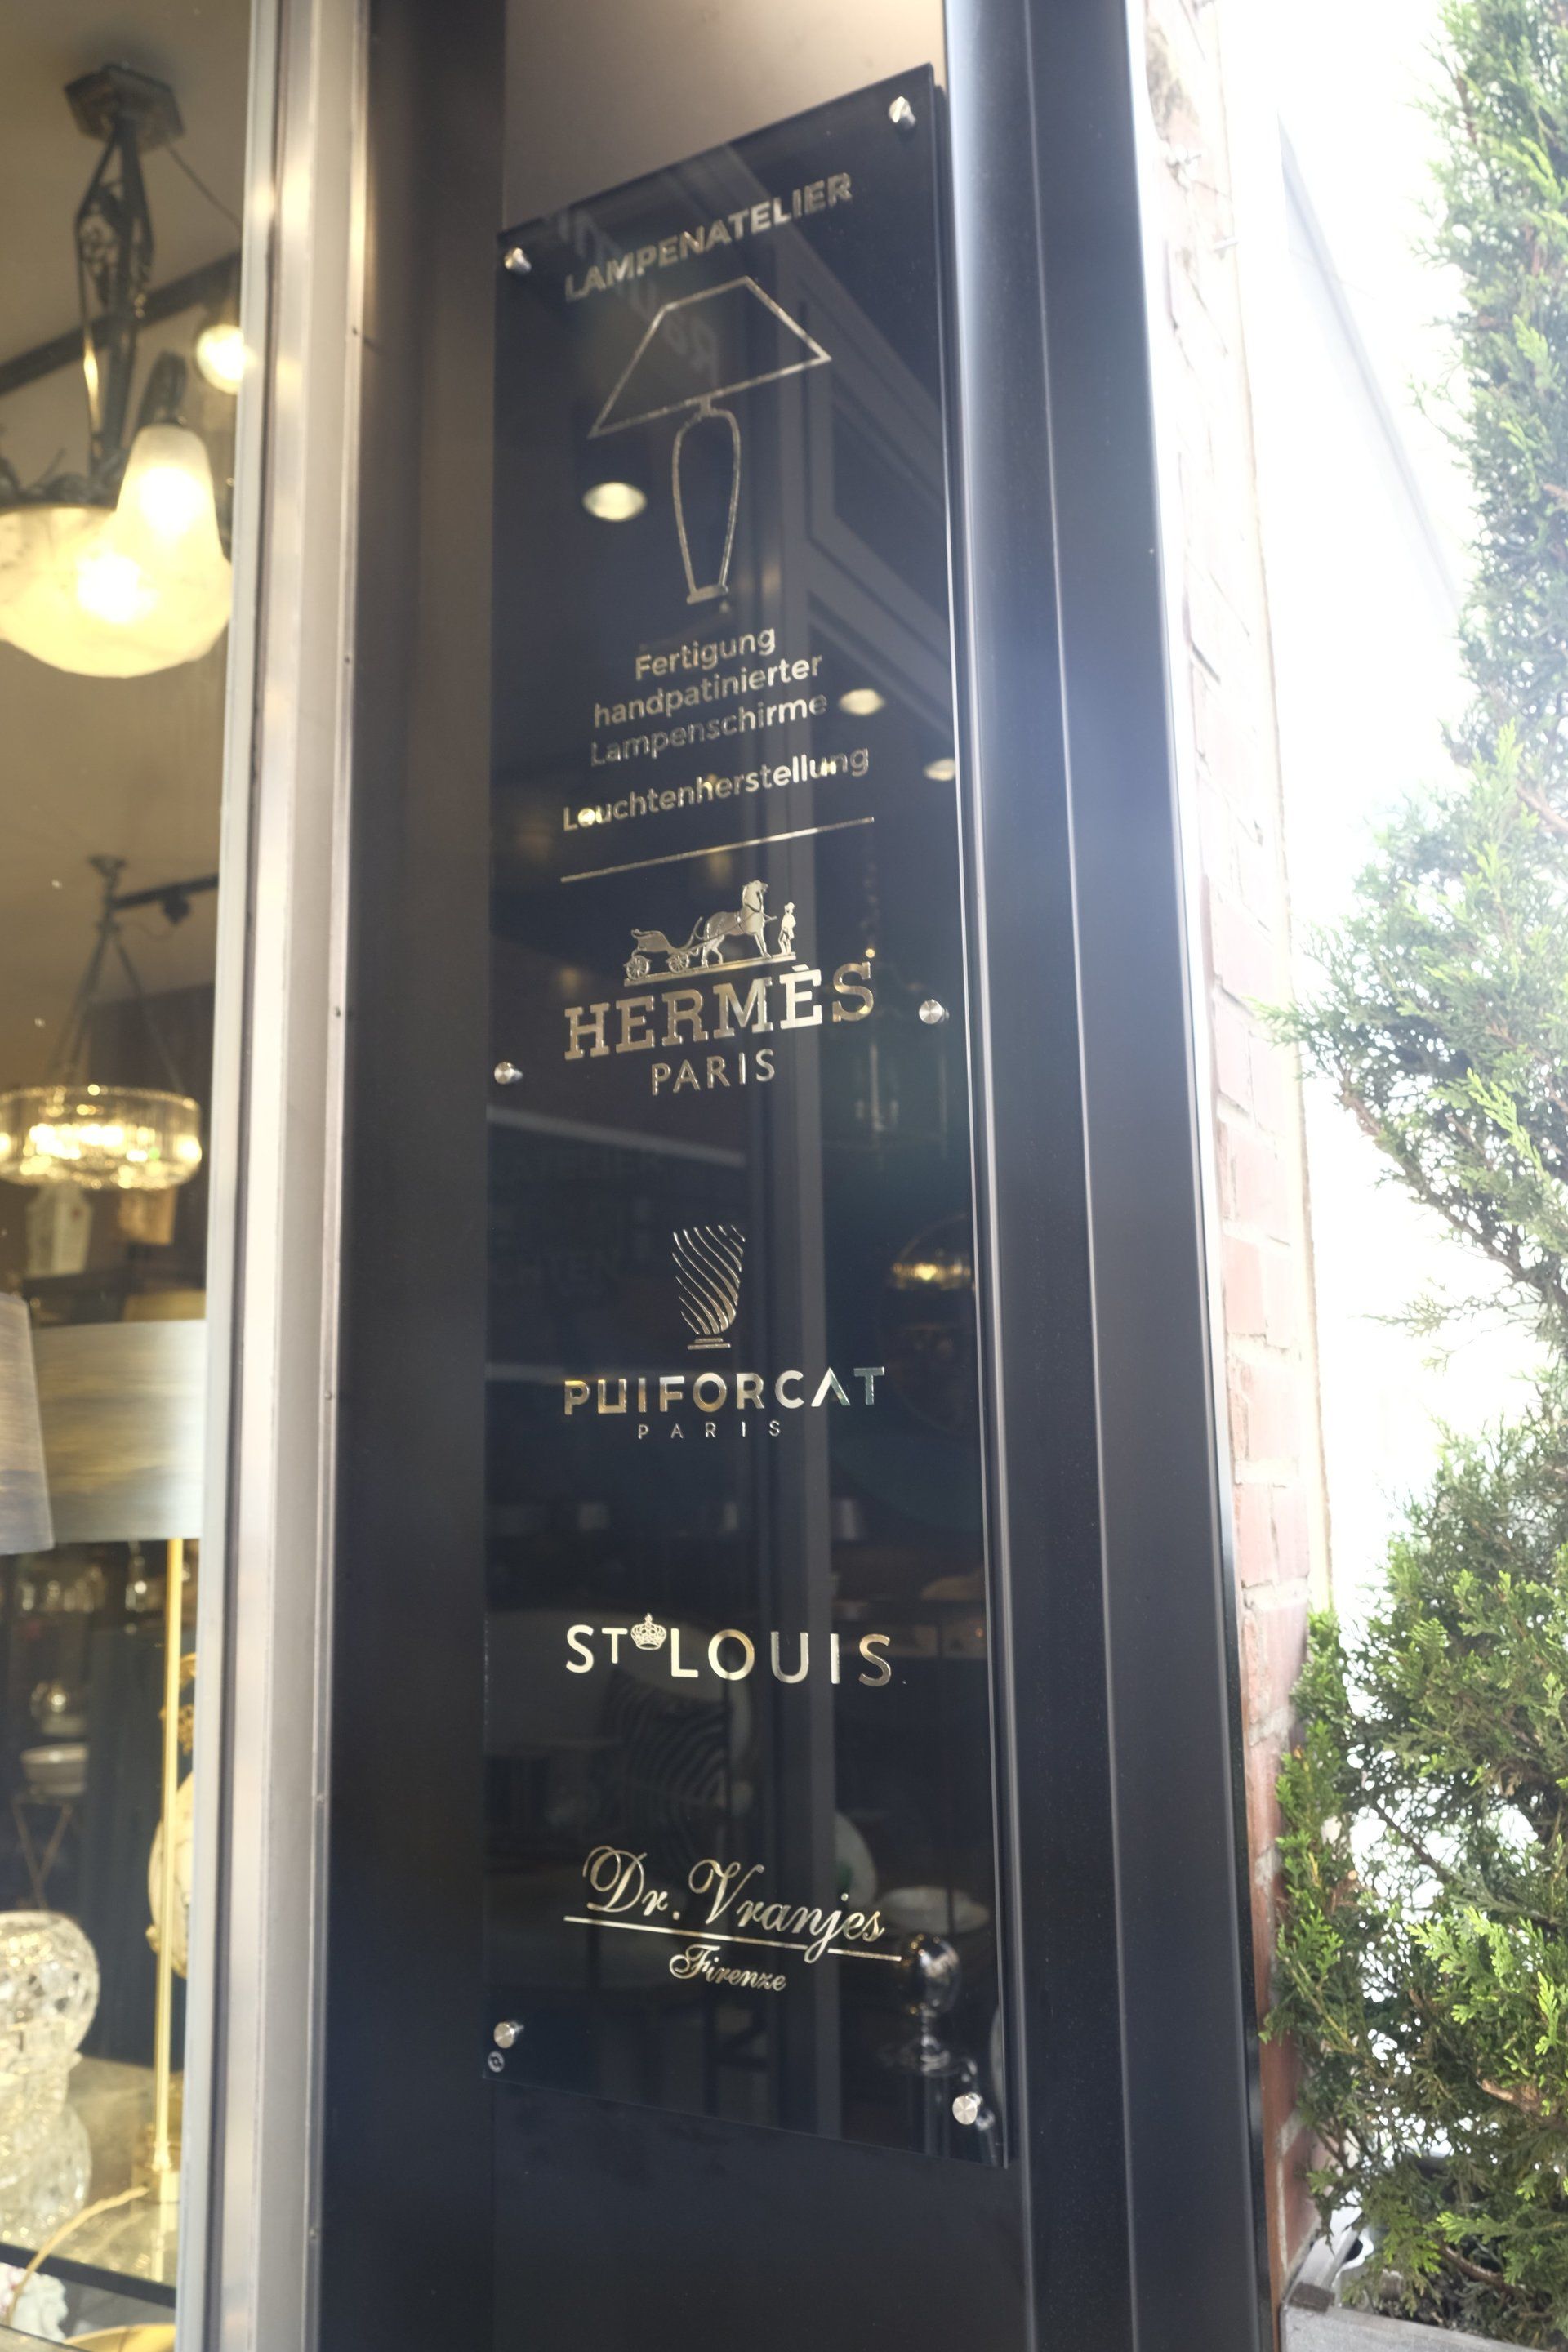 LAMPENATELIER
Fertigung
handpatinierter
Lampenschirme
Leuchtenherstellung
HERMÈS
PARIS
PUIFORCAT
PARIS
ST LOUIS
Dr. Vranjes
Firenze